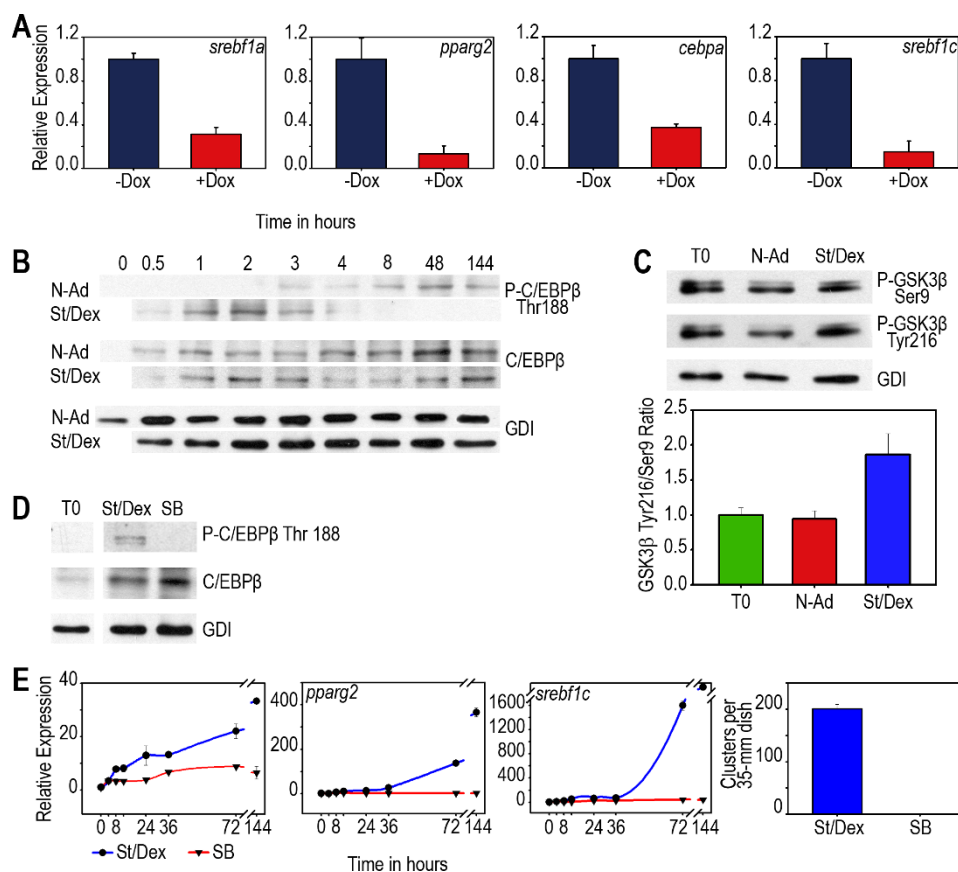 A
Relative Expression
1.2
0.8
0.4
0.0
srebf1a
-Dox +Dox
1.2
0.8
0.4
0.0
pparg2
-Dox +Dox
1.2
0.8
0.4
0.0
cebpa
-Dox +Dox
1.2
0.8
0.4
0.0
srebf1c
-Dox +Dox
Time in hours
B
0 0.5 1 2 3 4 8 48 144
N-Ad
St/Dex
P-C/EBPβ
Thr188
N-Ad
St/Dex
C/EBPβ
N-Ad
St/Dex
GDI
C
T0 N-Ad St/Dex
P-GSK3β
Ser9
P-GSK3β
Tyr216
GDI
GSK3β Tyr216/Ser9 Ratio
2.5
2.0
1.5
1.0
0.5
0.0
T0 N-Ad St/Dex
D
T0 St/Dex SB
P-C/EBPβ Thr 188
C/EBPβ
GDI
E
Relative Expression
40
20
0
0 8 24 36 72 144
pparg2
400
300
200
100
0
0 8 24 36 72 144
srebf1c
1600
1200
800
400
0
0 8 24 36 72 144
Clusters per
35-mm dish
200
100
0
St/Dex SB
St/Dex SB
Time in hours